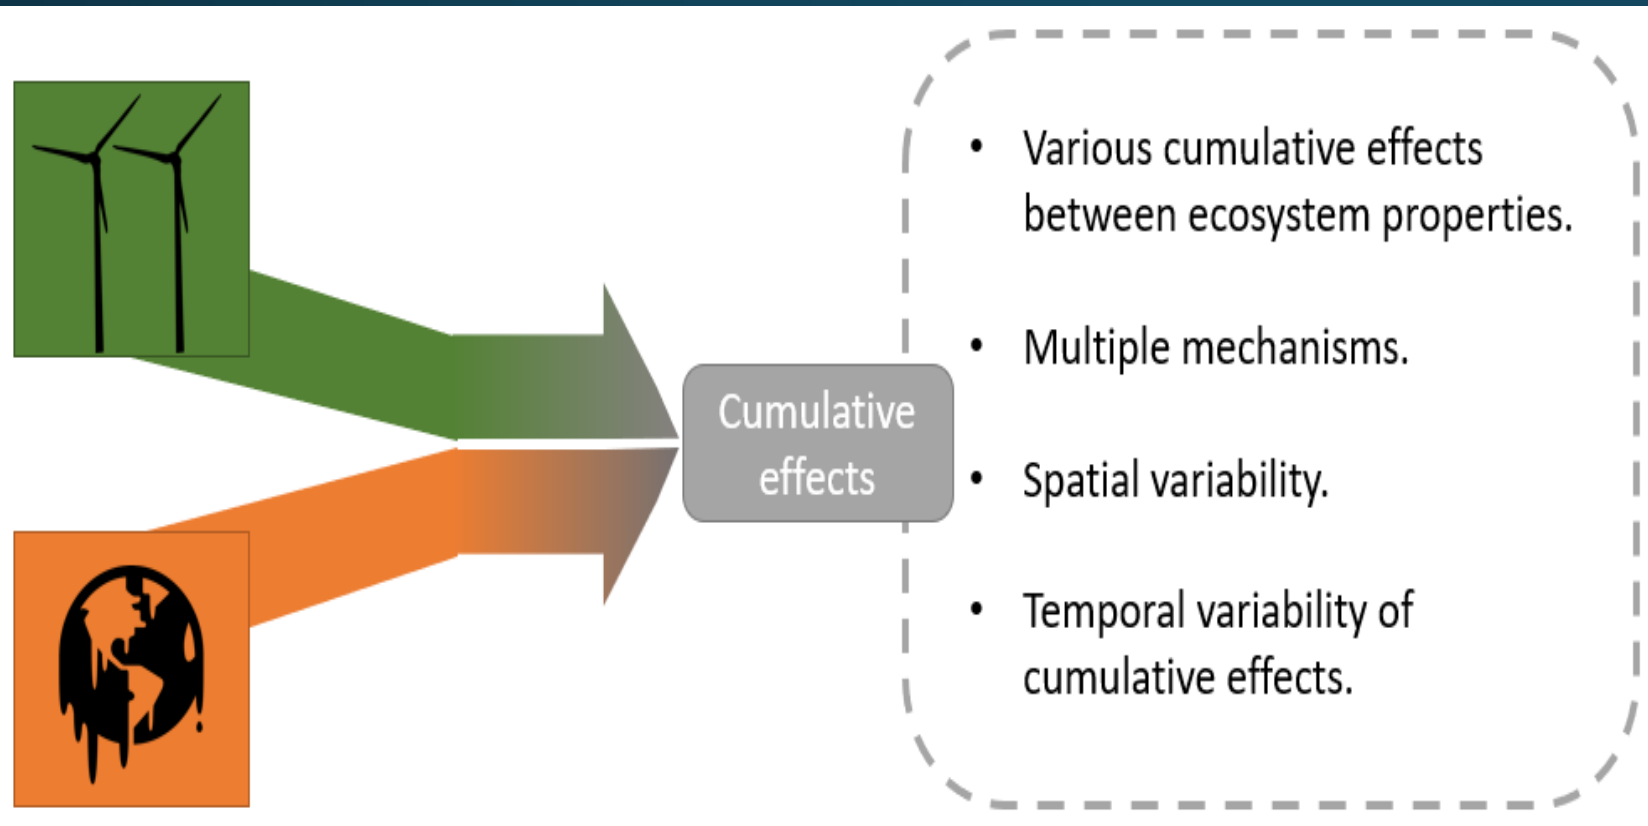 Cumulative
effects
• Various cumulative effects
between ecosystem properties.
• Multiple mechanisms.
• Spatial variability.
• Temporal variability of
cumulative effects.